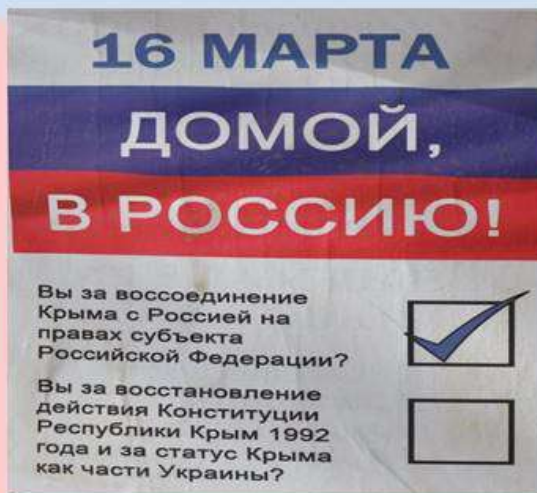 16 МАРТА
ДОМОЙ,
В РОССИЮ!
Вы за воссоединение
Крыма с Россией на
правах субъекта
Российской Федерации?
Вы за восстановление
действия Конституции
Республики Крым 1992
года и за статус Крыма
как части Украины?